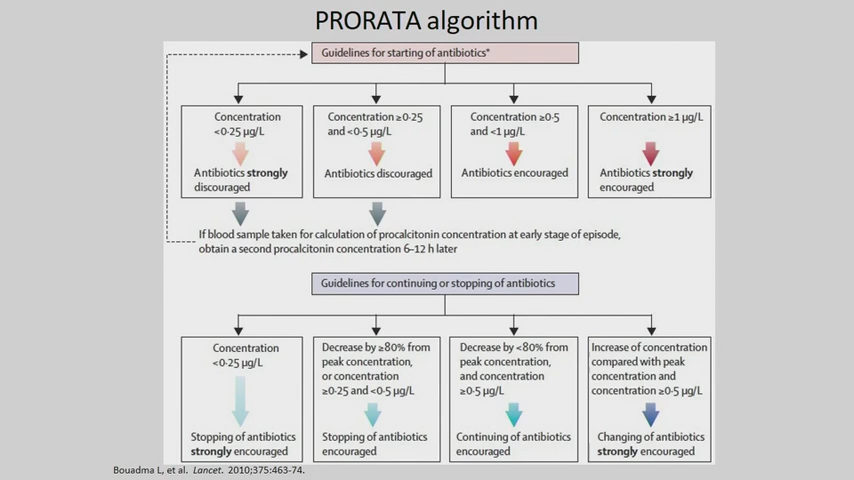 PRORATA algorithm
Guidelines for starting of antibiotics*
Concentration
<0·25 µg/L
Antibiotics strongly
discouraged
Concentration ≥0·25
and <0·5 µg/L
Antibiotics discouraged
Concentration ≥0·5
and <1 µg/L
Antibiotics encouraged
Concentration ≥1 µg/L
Antibiotics strongly
encouraged
If blood sample taken for calculation of procalcitonin concentration at early stage of episode,
obtain a second procalcitonin concentration 6–12 h later
Guidelines for continuing or stopping of antibiotics
Concentration
<0·25 µg/L
Stopping of antibiotics
strongly encouraged
Decrease by ≥80% from
peak concentration,
or concentration
≥0·25 and <0·5 µg/L
Stopping of antibiotics
encouraged
Decrease by <80% from
peak concentration,
and concentration
≥0·5 µg/L
Continuing of antibiotics
encouraged
Increase of concentration
compared with peak
concentration and
concentration ≥0·5 µg/L
Changing of antibiotics
strongly encouraged
Bouadma L, et al. Lancet. 2010;375:463-74.